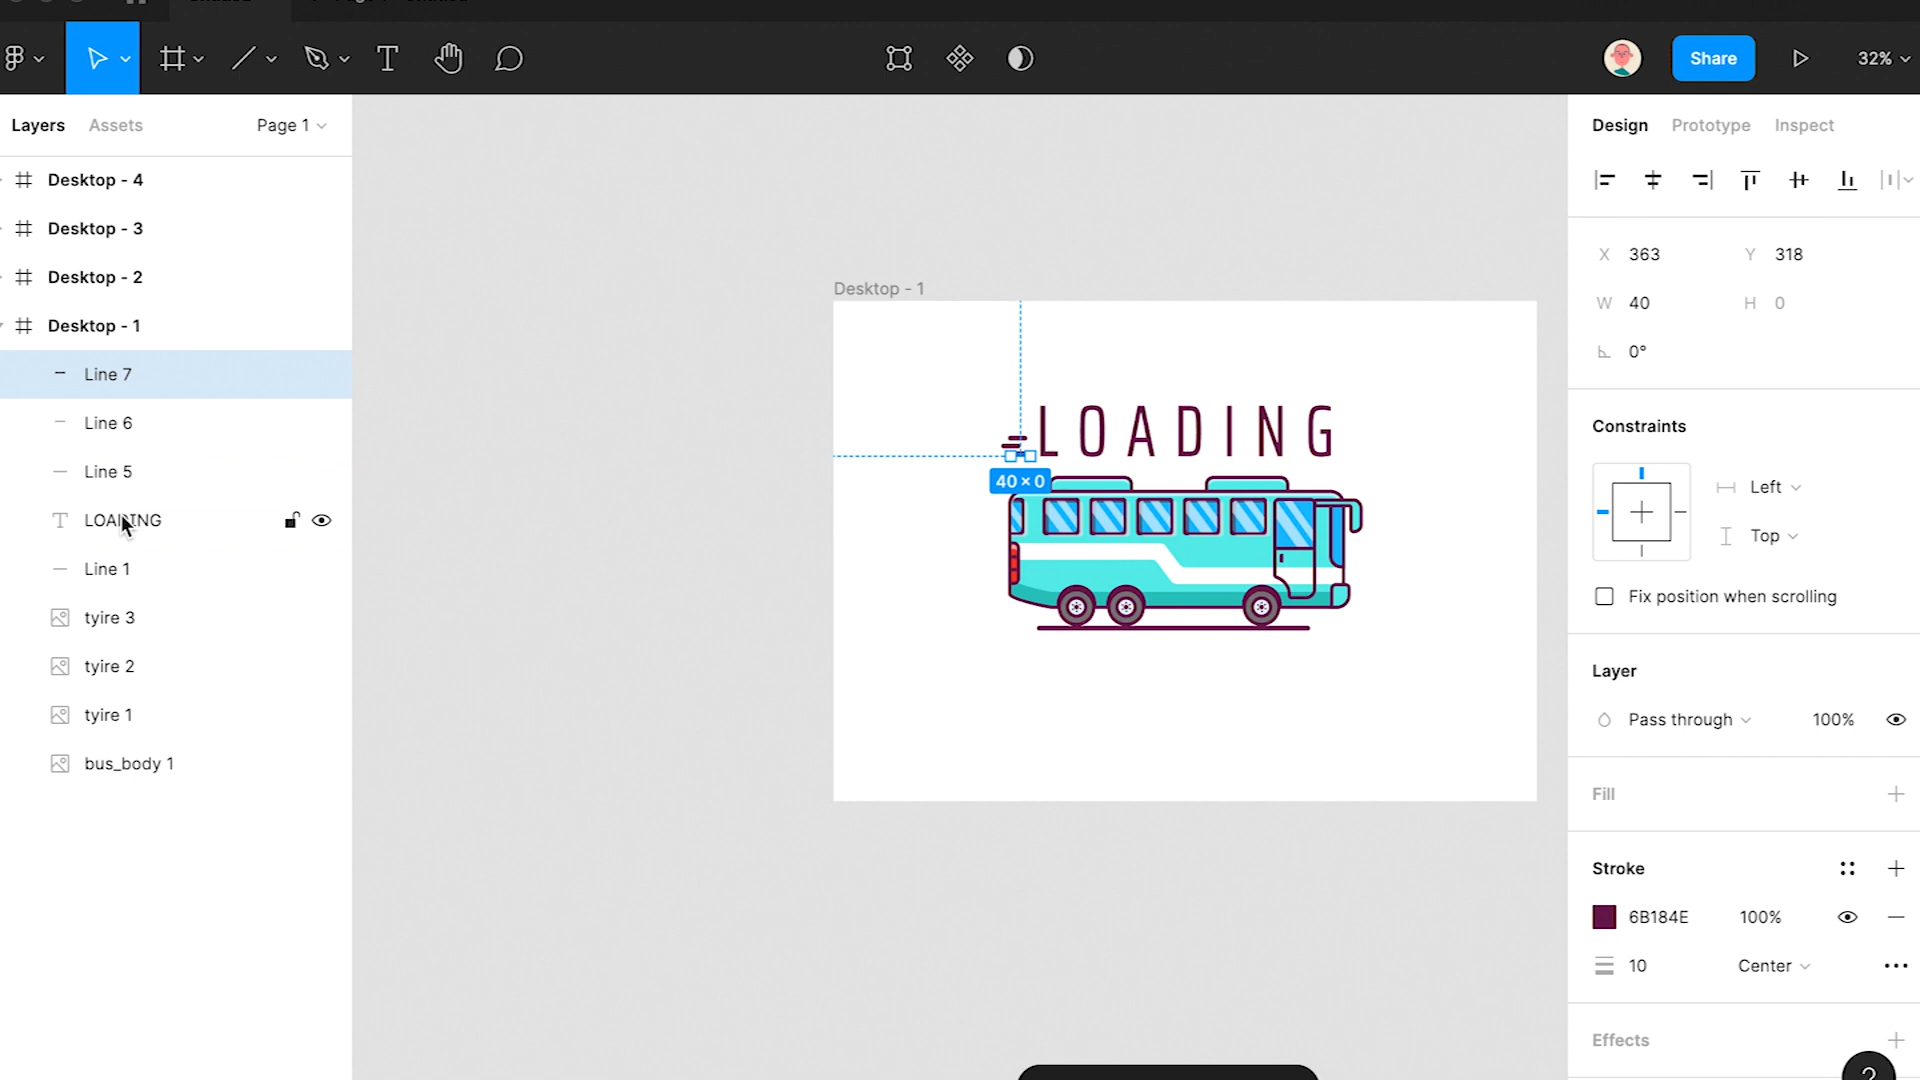 Share
32%
Layers
Assets
Page 1
Design
Prototype
Inspect
Desktop - 4
Desktop - 3
Desktop - 2
Desktop - 1
Line 7
Line 6
Line 5
LOADING
Line 1
tyire 3
tyire 2
tyire 1
bus_body 1
Desktop - 1
LOADING
40 × 0
X 363
Y 318
W 40
H 0
0°
Constraints
Left
Top
Fix position when scrolling
Layer
Pass through
100%
Fill
Stroke
6B184E
100%
10
Center
Effects
?